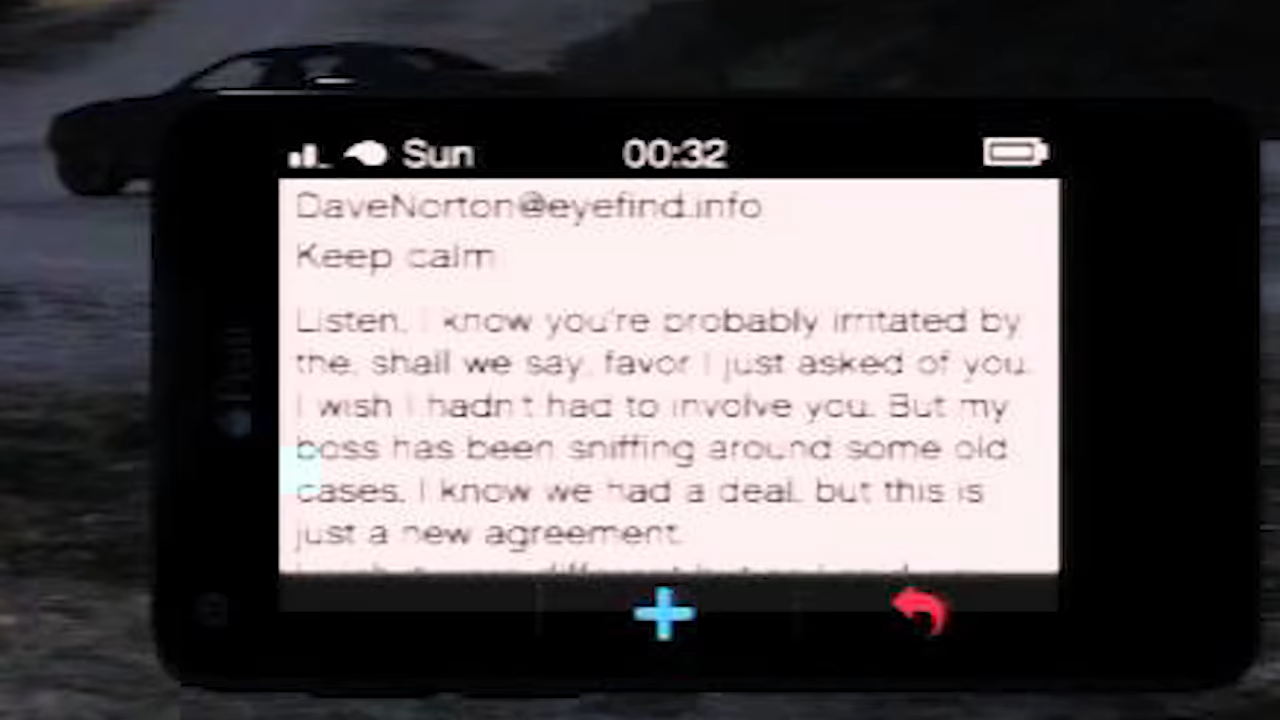 Sun 00:32
DaveNorton@eyefind.info
Keep calm
Listen, I know you're probably irritated by
the, shall we say, favor I just asked of you.
I wish I hadn't had to involve you. But my
boss has been sniffing around some old
cases. I know we had a deal, but this is
just a new agreement.